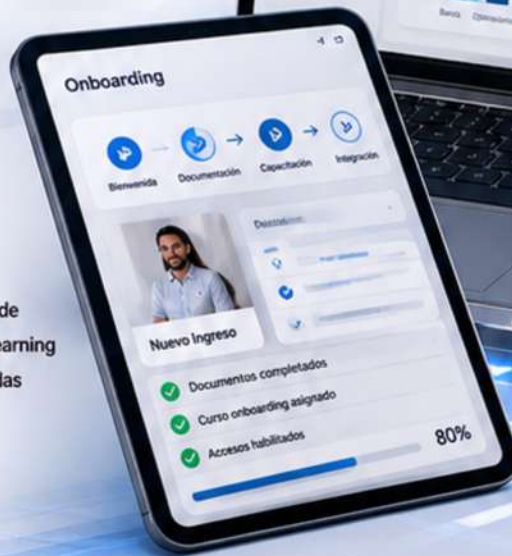 Onboarding
Bienvenida
Documentación
Capacitación
Integración
Nuevo Ingreso
de
earning
das
Documentos completados
Curso onboarding asignado
Accesos habilitados
80%